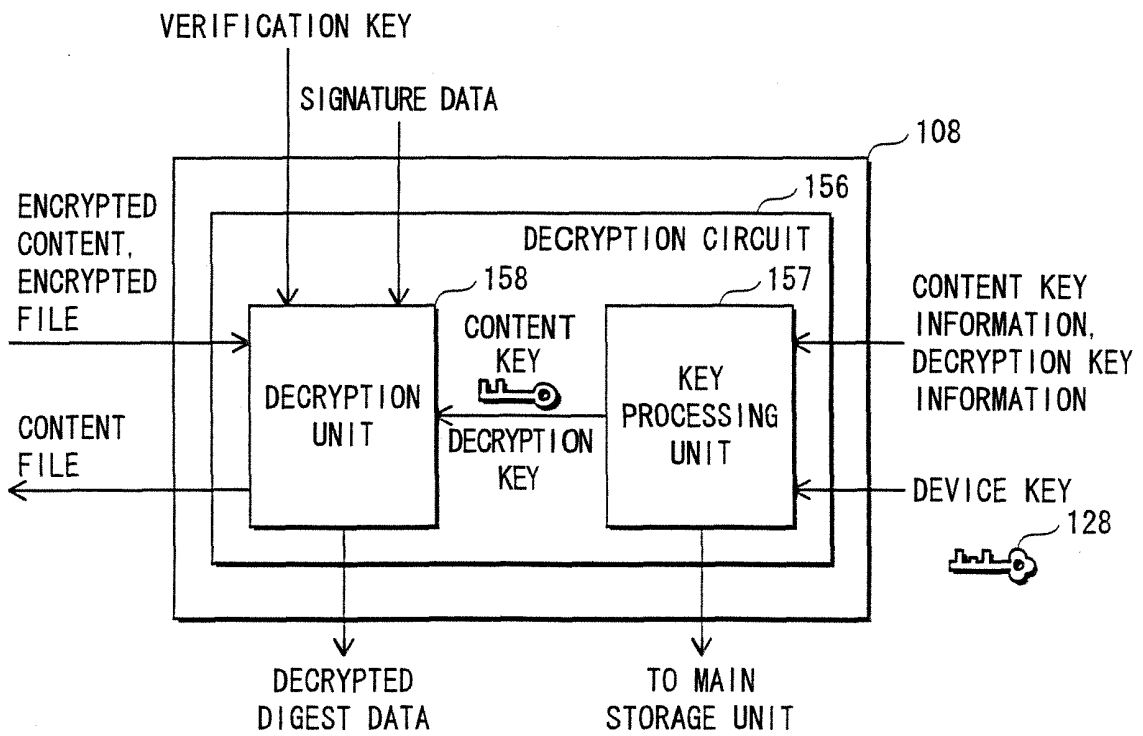 VERIFICATION KEY
SIGNATURE DATA
108
156
ENCRYPTED
CONTENT,
ENCRYPTED
FILE
DECRYPTION CIRCUIT
158
157
CONTENT KEY
INFORMATION,
DECRYPTION KEY
INFORMATION
CONTENT
KEY
DECRYPTION
UNIT
KEY
PROCESSING
UNIT
DECRYPTION
KEY
CONTENT
FILE
DEVICE KEY
128
DECRYPTED
DIGEST DATA
TO MAIN
STORAGE UNIT